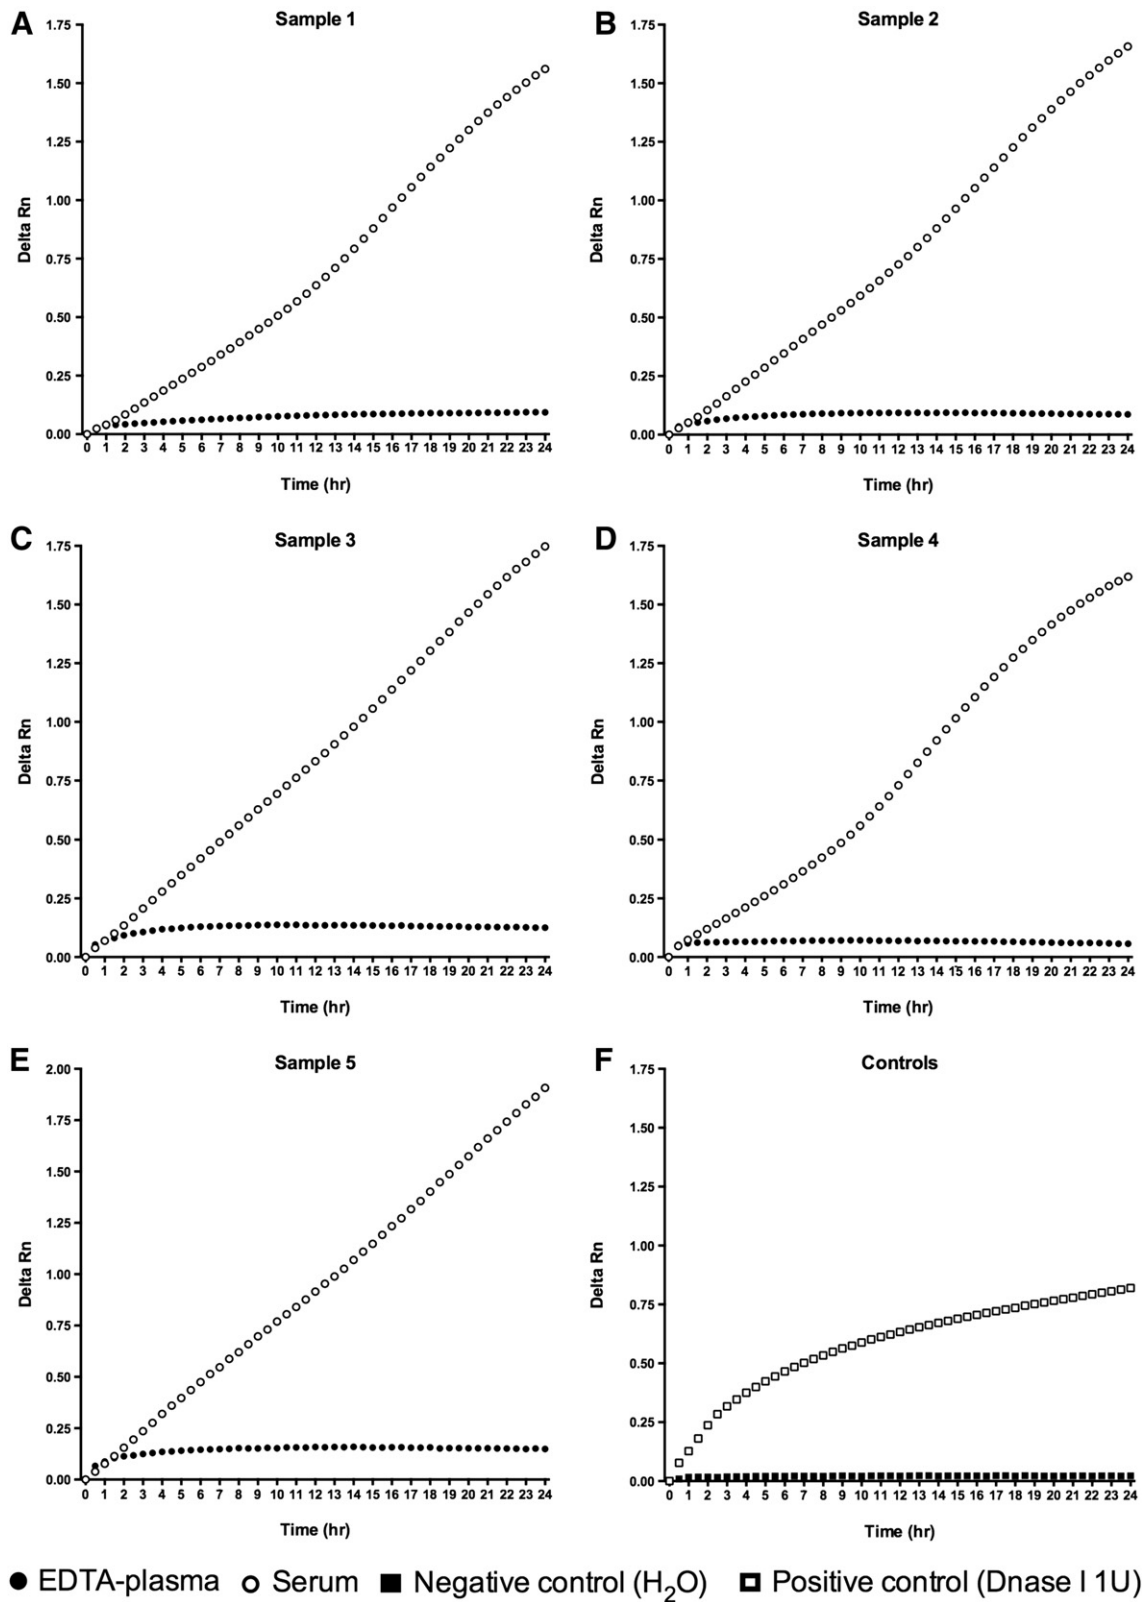 A Sample 1
1.75
1.50
1.25
1.00
0.75
0.50
0.25
0.00
Delta Rn
0 1 2 3 4 5 6 7 8 9 10 11 12 13 14 15 16 17 18 19 20 21 22 23 24
Time (hr)
B Sample 2
1.75
1.50
1.25
1.00
0.75
0.50
0.25
0.00
Delta Rn
0 1 2 3 4 5 6 7 8 9 10 11 12 13 14 15 16 17 18 19 20 21 22 23 24
Time (hr)
C Sample 3
1.75
1.50
1.25
1.00
0.75
0.50
0.25
0.00
Delta Rn
0 1 2 3 4 5 6 7 8 9 10 11 12 13 14 15 16 17 18 19 20 21 22 23 24
Time (hr)
D Sample 4
1.75
1.50
1.25
1.00
0.75
0.50
0.25
0.00
Delta Rn
0 1 2 3 4 5 6 7 8 9 10 11 12 13 14 15 16 17 18 19 20 21 22 23 24
Time (hr)
E Sample 5
2.00
1.75
1.50
1.25
1.00
0.75
0.50
0.25
0.00
Delta Rn
0 1 2 3 4 5 6 7 8 9 10 11 12 13 14 15 16 17 18 19 20 21 22 23 24
Time (hr)
F Controls
1.75
1.50
1.25
1.00
0.75
0.50
0.25
0.00
Delta Rn
0 1 2 3 4 5 6 7 8 9 10 11 12 13 14 15 16 17 18 19 20 21 22 23 24
Time (hr)
EDTA-plasma Serum Negative control (H₂O) Positive control (Dnase I 1U)